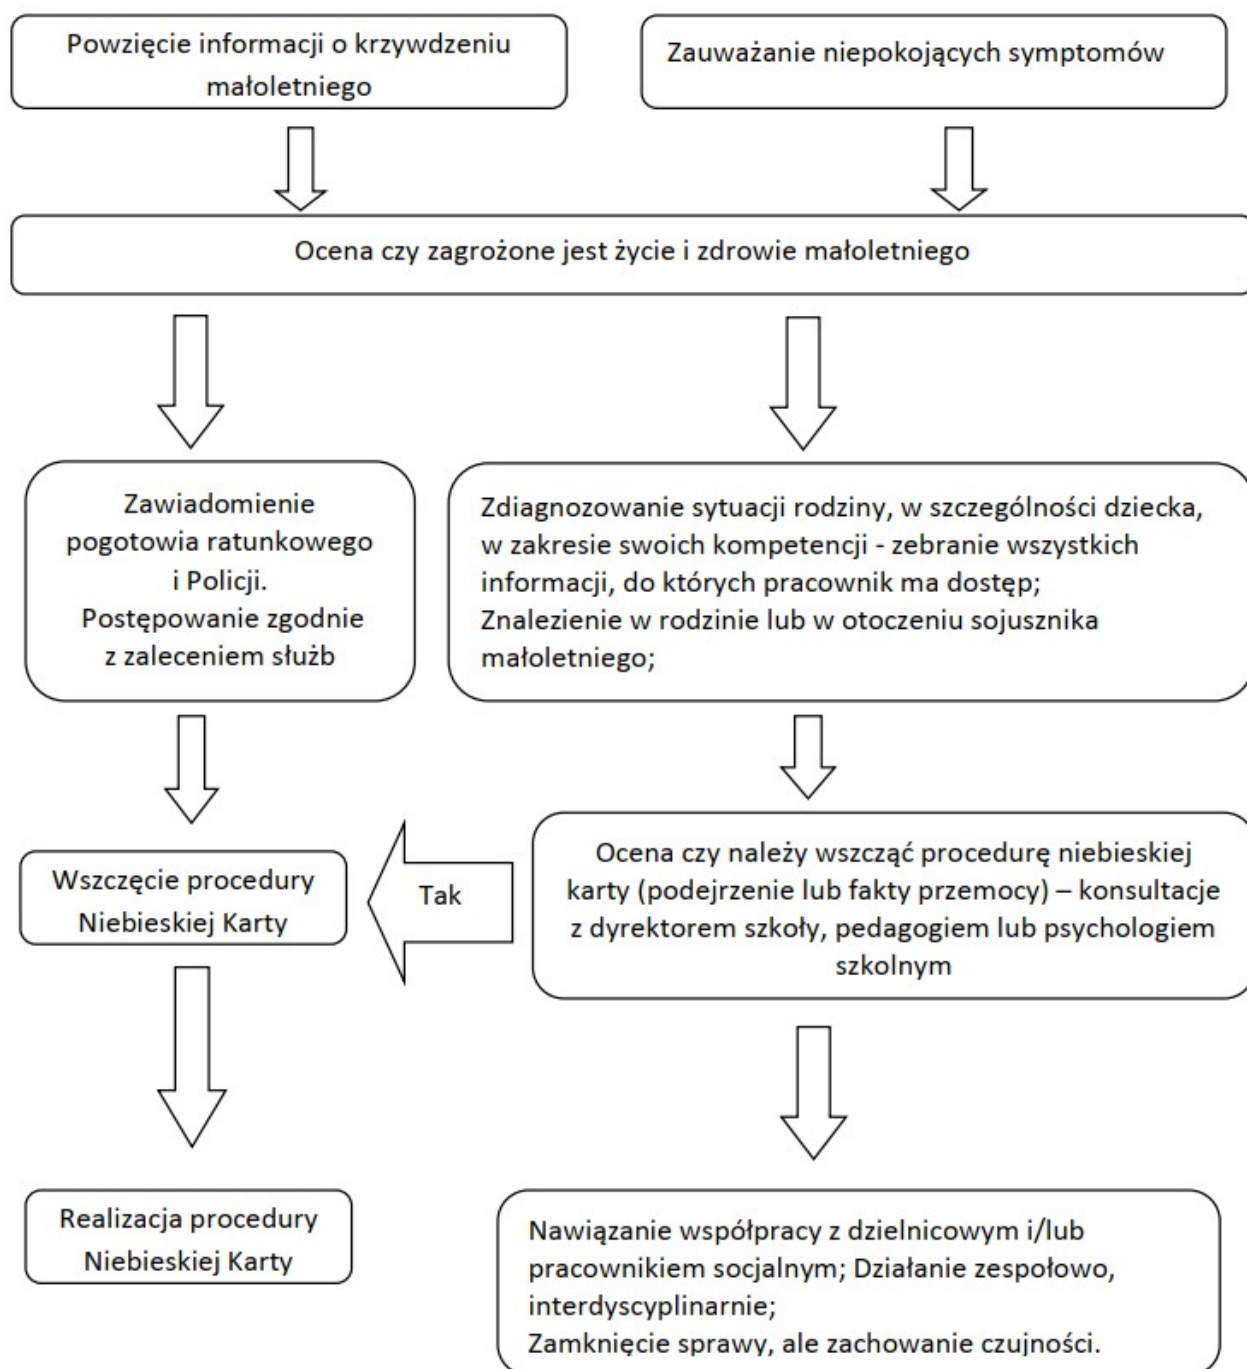 Powzięcie informacji o krzywdzeniu
małoletniego
Zauważanie niepokojących symptomów
Ocena czy zagrożone jest życie i zdrowie małoletniego
Zawiadomienie
pogotowia ratunkowego
i Policji.
Postępowanie zgodnie
z zaleceniem służb
Zdiagnozowanie sytuacji rodziny, w szczególności dziecka,
w zakresie swoich kompetencji - zebranie wszystkich
informacji, do których pracownik ma dostęp;
Znalezienie w rodzinie lub w otoczeniu sojusznika
małoletniego;
Wszczęcie procedury
Niebieskiej Karty
Tak
Ocena czy należy wszcząć procedurę niebieskiej
karty (podejrzenie lub fakty przemocy) – konsultacje
z dyrektorem szkoły, pedagogiem lub psychologiem
szkolnym
Realizacja procedury
Niebieskiej Karty
Nawiązanie współpracy z dzielnicowym i/lub
pracownikiem socjalnym; Działanie zespołowo,
interdyscyplinarnie;
Zamknięcie sprawy, ale zachowanie czujności.